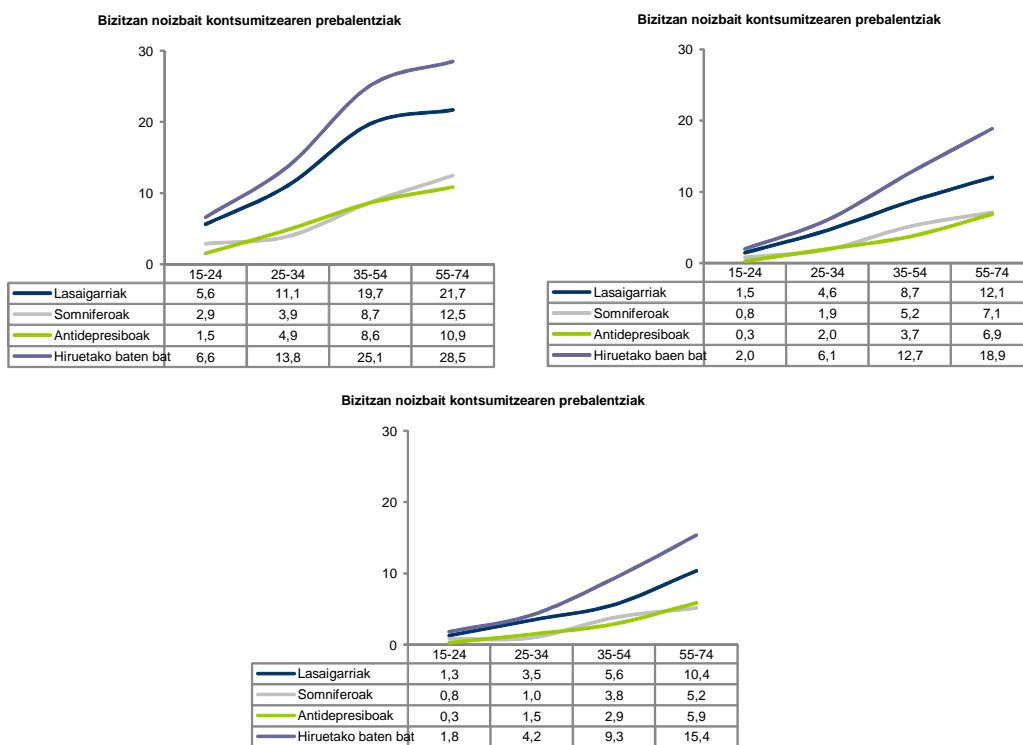 Bizitzan noizbait kontsumitzearen prebalentziak
30
20
10
0
15-24 25-34 35-54 55-74
Lasaigarriak 5,6 11,1 19,7 21,7
Somniferoak 2,9 3,9 8,7 12,5
Antidepresiboak 1,5 4,9 8,6 10,9
Hiruetako baten bat 6,6 13,8 25,1 28,5
Bizitzan noizbait kontsumitzearen prebalentziak
30
20
10
0
15-24 25-34 35-54 55-74
Lasaigarriak 1,5 4,6 8,7 12,1
Somniferoak 0,8 1,9 5,2 7,1
Antidepresiboak 0,3 2,0 3,7 6,9
Hiruetako baen bat 2,0 6,1 12,7 18,9
Bizitzan noizbait kontsumitzearen prebalentziak
30
20
10
0
15-24 25-34 35-54 55-74
Lasaigarriak 1,3 3,5 5,6 10,4
Somniferoak 0,8 1,0 3,8 5,2
Antidepresiboak 0,3 1,5 2,9 5,9
Hiruetako baten bat 1,8 4,2 9,3 15,4